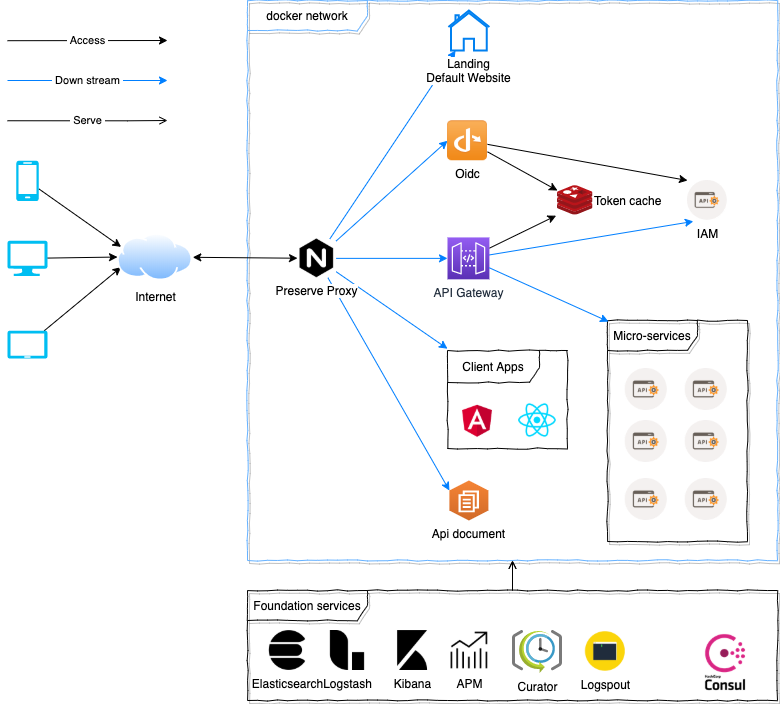 docker network
Access
Down stream
Serve
Landing
Default Website
Oidc
Token cache
API
IAM
Internet
Preserve Proxy
API Gateway
Micro-services
Client Apps
API
API
API
API
API
API
Api document
Foundation services
Elasticsearch
Logstash
Kibana
APM
Curator
Logspout
HashiCorp
Consul